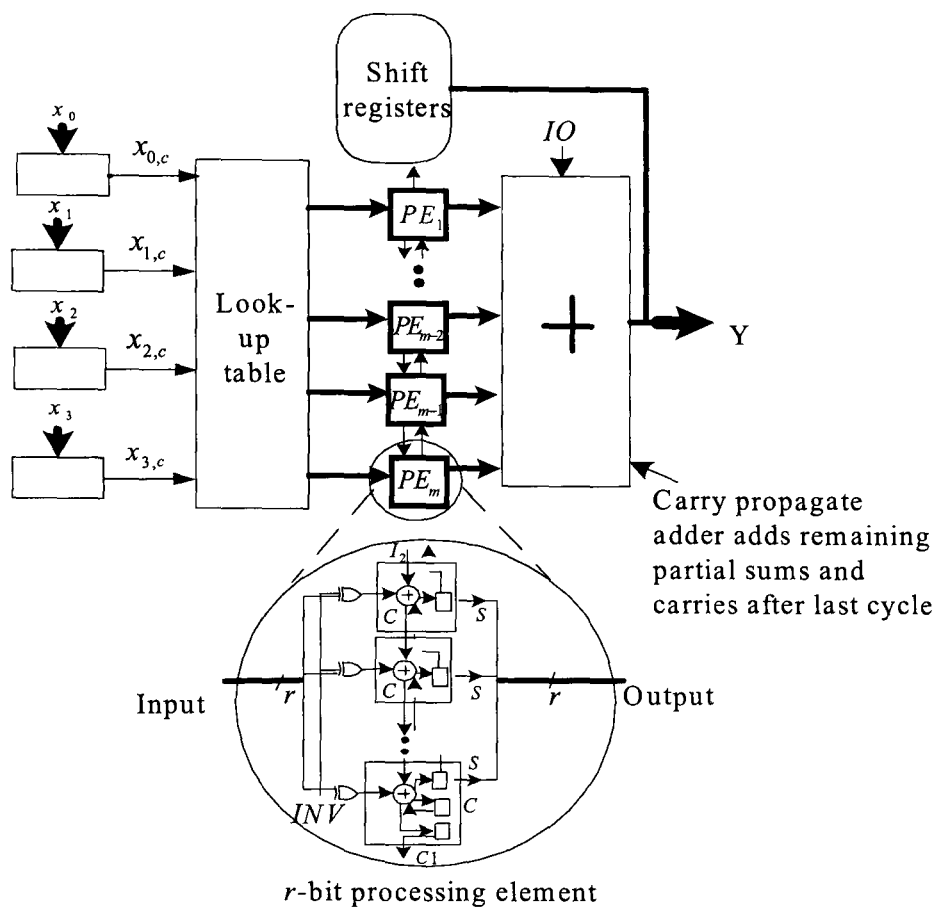 Shift
registers
x₀
x₀,c
IO
x₁
x₁,c
PE₁
x₂
Look-
up
table
PEₘ₋₂
x₂,c
Y
x₃
PEₘ₋₁
x₃,c
PEₘ
Carry propagate
adder adds remaining
partial sums and
carries after last cycle
I₂
C
S
C
S
Input
r
r
Output
S
C
INV
C1
r-bit processing element